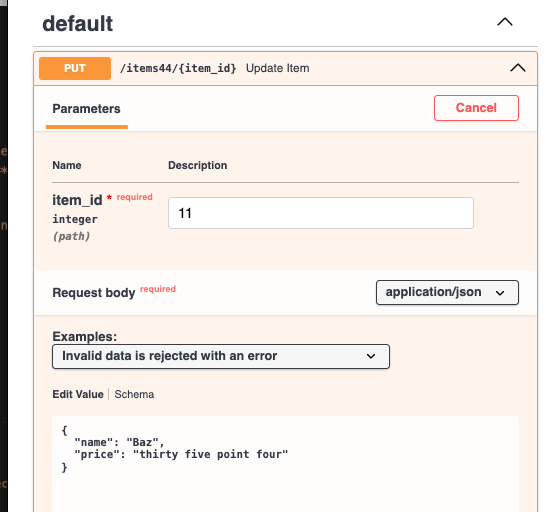 default
PUT /items44/{item_id} Update Item
Parameters Cancel
Name Description
item_id * required
integer
(path)
11
Request body required application/json
Examples:
Invalid data is rejected with an error
Edit Value Schema
{
"name": "Baz",
"price": "thirty five point four"
}